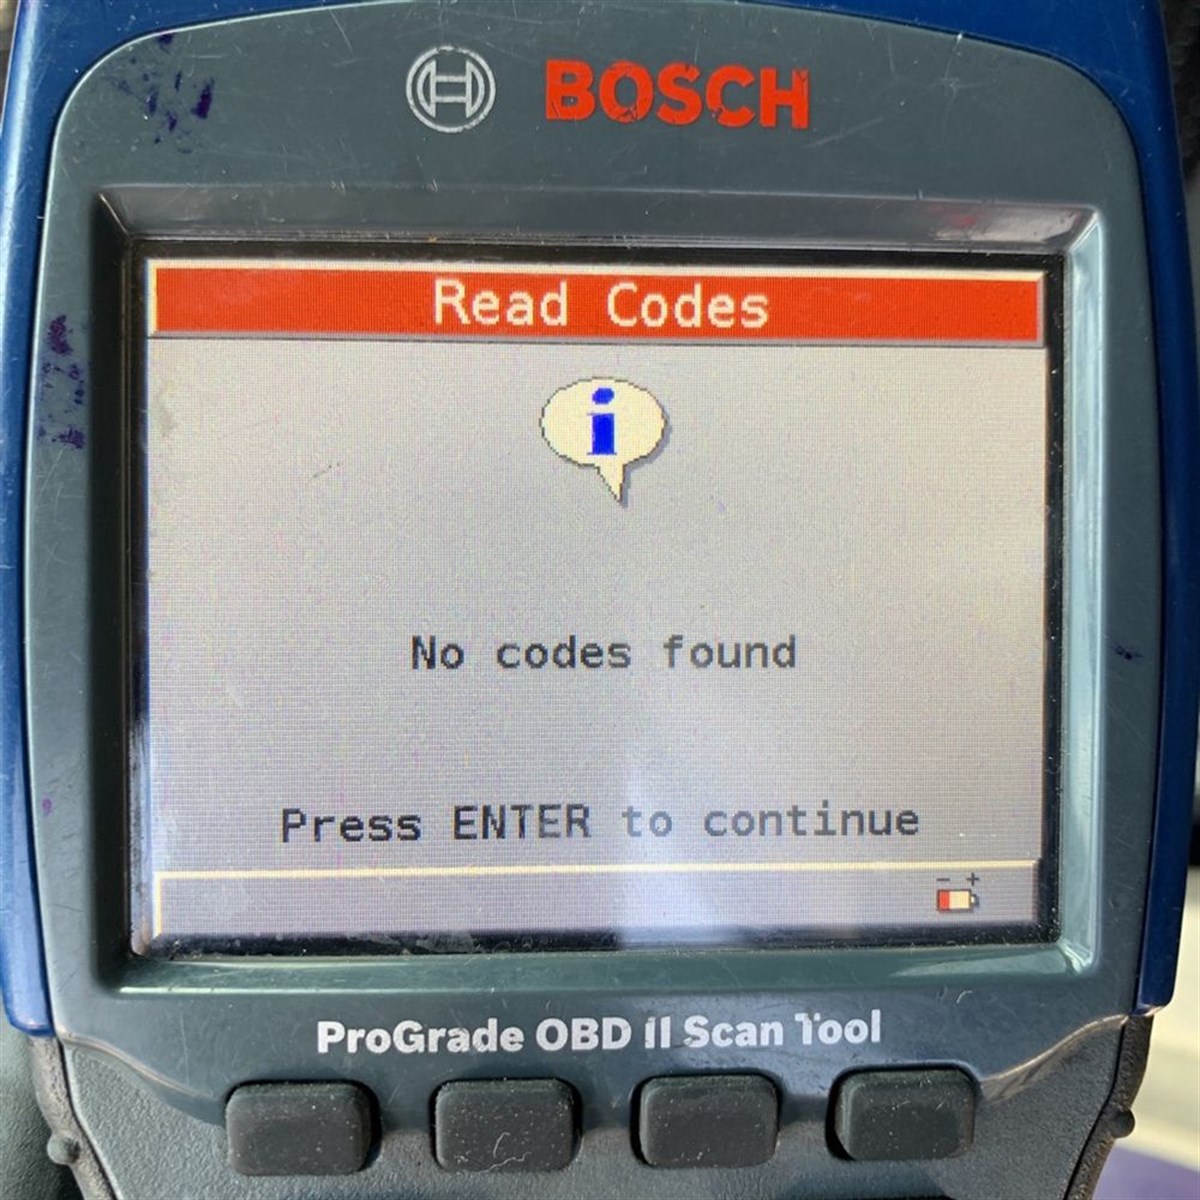 BOSCH
Read Codes
i
No codes found
Press ENTER to continue
- +
ProGrade OBD II Scan Tool